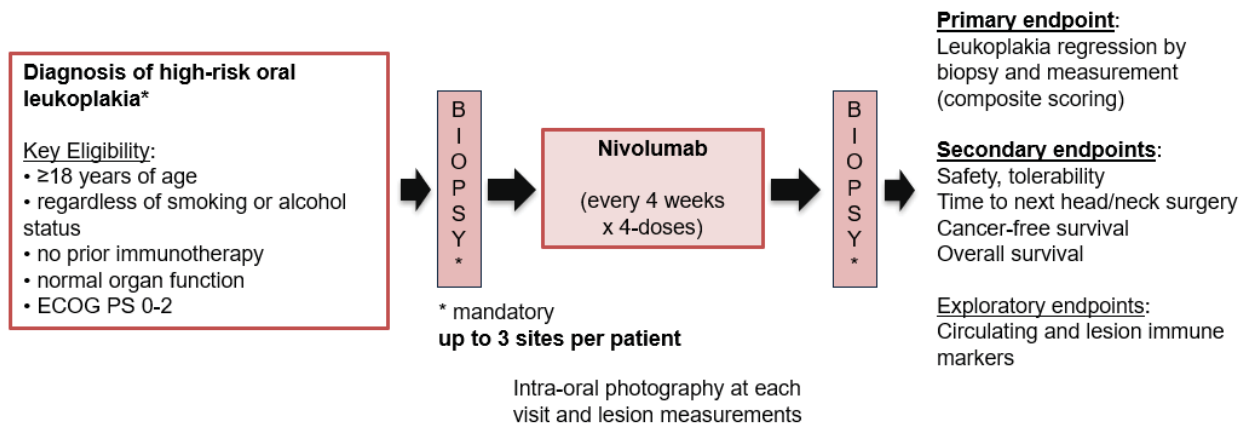 Diagnosis of high-risk oral
leukoplakia*
Key Eligibility:
• ≥18 years of age
• regardless of smoking or alcohol
status
• no prior immunotherapy
• normal organ function
• ECOG PS 0-2
BIOPSY*
Nivolumab
(every 4 weeks
x 4-doses)
BIOPSY*
* mandatory
up to 3 sites per patient
Intra-oral photography at each
visit and lesion measurements
Primary endpoint:
Leukoplakia regression by
biopsy and measurement
(composite scoring)
Secondary endpoints:
Safety, tolerability
Time to next head/neck surgery
Cancer-free survival
Overall survival
Exploratory endpoints:
Circulating and lesion immune
markers